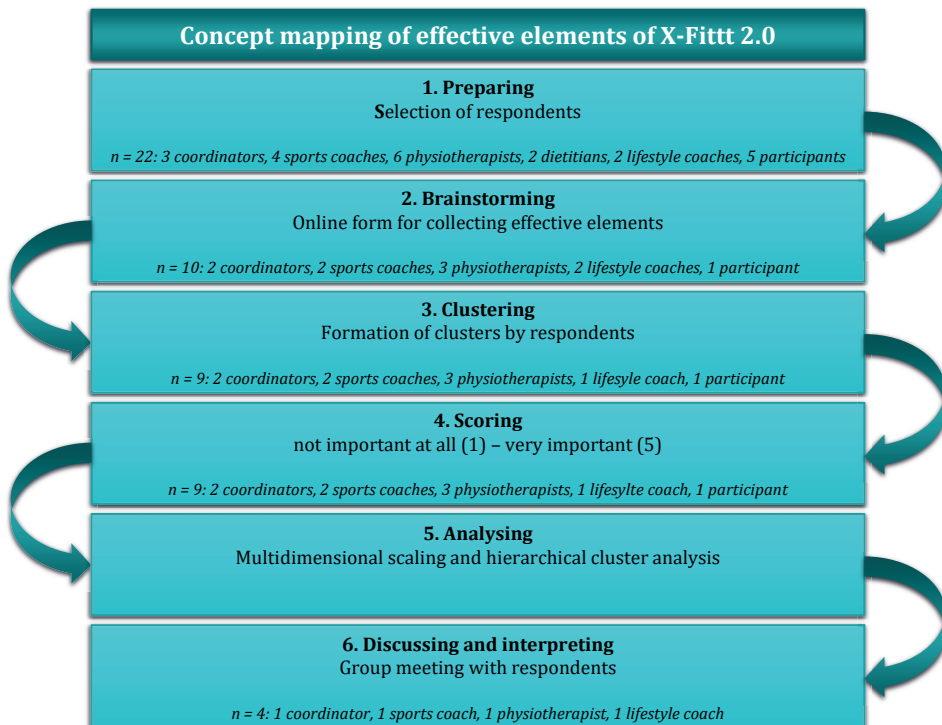 Concept mapping of effective elements of X-Fittt 2.0
1. Preparing
Selection of respondents
n = 22: 3 coordinators, 4 sports coaches, 6 physiotherapists, 2 dietitians, 2 lifestyle coaches, 5 participants
2. Brainstorming
Online form for collecting effective elements
n = 10: 2 coordinators, 2 sports coaches, 3 physiotherapists, 2 lifestyle coaches, 1 participant
3. Clustering
Formation of clusters by respondents
n = 9: 2 coordinators, 2 sports coaches, 3 physiotherapists, 1 lifesyle coach, 1 participant
4. Scoring
not important at all (1) – very important (5)
n = 9: 2 coordinators, 2 sports coaches, 3 physiotherapists, 1 lifesylte coach, 1 participant
5. Analysing
Multidimensional scaling and hierarchical cluster analysis
6. Discussing and interpreting
Group meeting with respondents
n = 4: 1 coordinator, 1 sports coach, 1 physiotherapist, 1 lifestyle coach